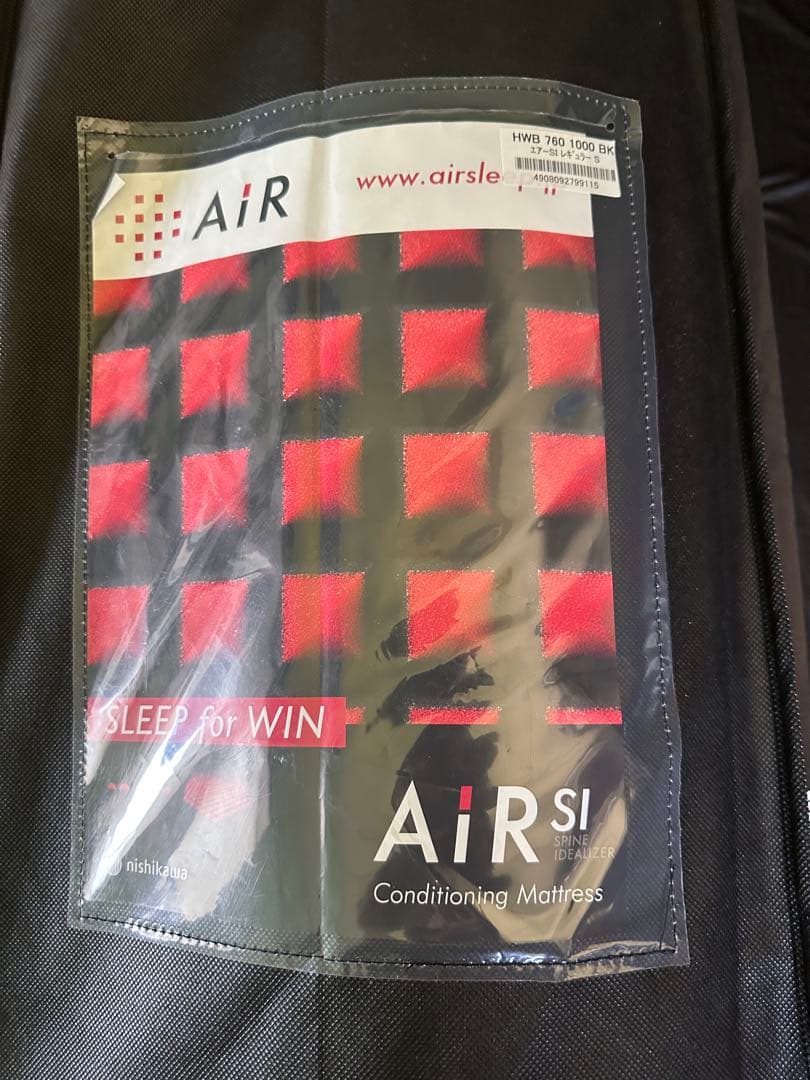 HWB 760 1000 BK
エアーSI レギュラー S
4908092799115
AiR
SLEEP for WIN
AiR SI
SPINE
IDEALIZER
nishikawa
Conditioning Mattress